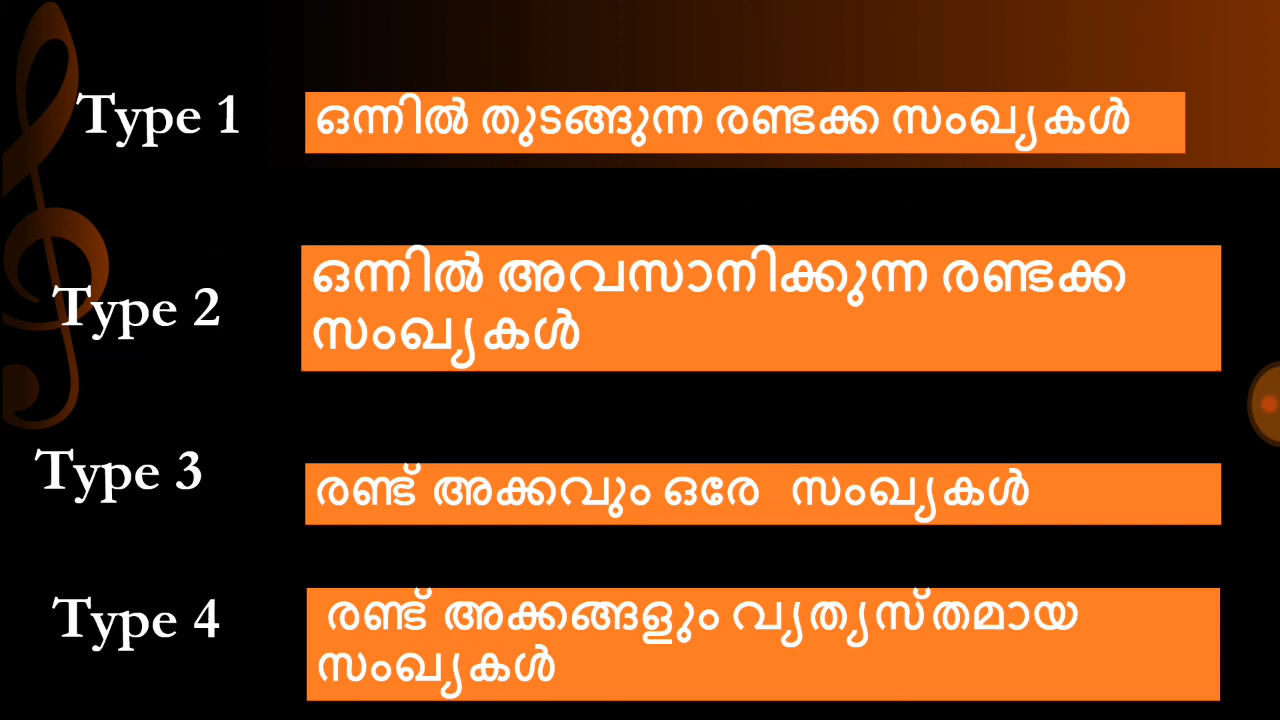 Type 1 ഒന്നിൽ തുടങ്ങുന്ന രണ്ടക്ക സംഖ്യകൾ
Type 2 ഒന്നിൽ അവസാനിക്കുന്ന രണ്ടക്ക
സംഖ്യകൾ
Type 3 രണ്ട് അക്കവും ഒരേ സംഖ്യകൾ
Type 4 രണ്ട് അക്കങ്ങളും വ്യത്യസ്തമായ
സംഖ്യകൾ